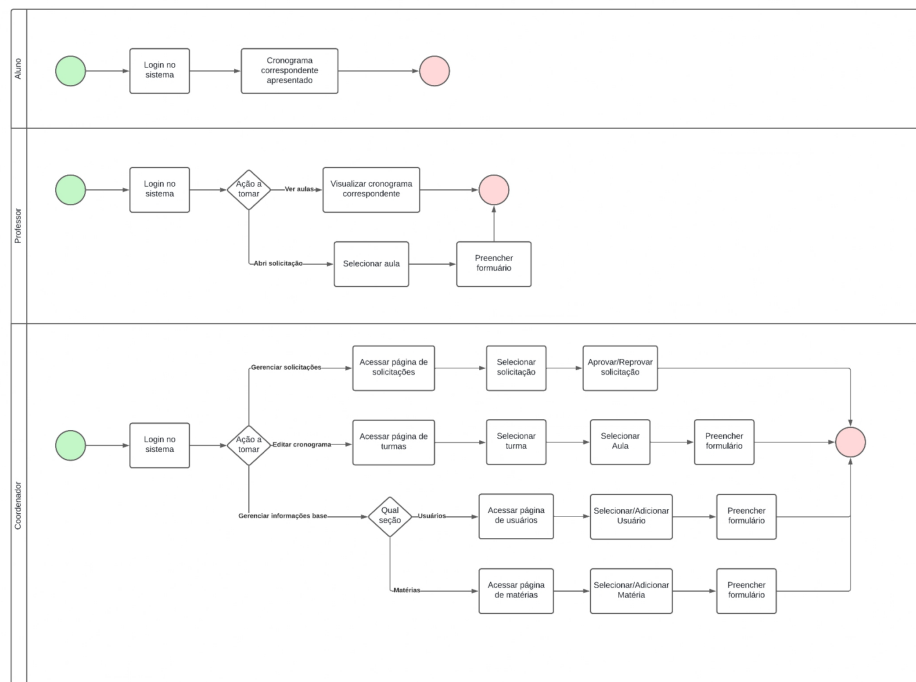 Aluno
Login no
sistema
Cronograma
correspondente
apresentado
Professor
Login no
sistema
Ação a
tomar
Ver aulas
Visualizar cronograma
correspondente
Abri solicitação
Selecionar aula
Preencher
formuário
Coordenador
Login no
sistema
Ação a
tomar
Gerenciar solicitações
Acessar página de
solicitações
Selecionar
solicitação
Aprovar/Reprovar
solicitação
Editar cronograma
Acessar página de
turmas
Selecionar
turma
Selecionar
Aula
Preencher
formulário
Gerenciar informações base
Qual
seção
Usuários
Acessar página
de usuários
Selecionar/Adicionar
Usuário
Preencher
formulário
Matérias
Acessar página
de matérias
Selecionar/Adicionar
Matéria
Preencher
formulário